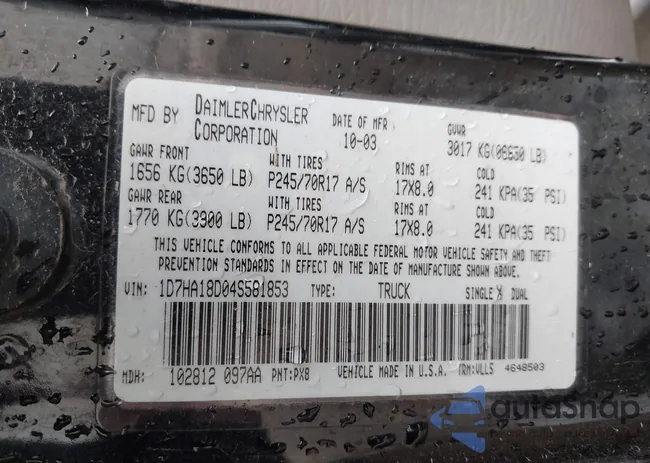 MFD BY DAIMLERCHRYSLER CORPORATION DATE OF MFR 10-03 GVWR 3017 KG(06650 LB)
GAWR FRONT WITH TIRES RIMS AT COLD
1656 KG(3650 LB) P245/70R17 A/S 17X8.0 241 KPA(35 PSI)
GAWR REAR WITH TIRES RIMS AT COLD
1770 KG(3900 LB) P245/70R17 A/S 17X8.0 241 KPA(35 PSI)
THIS VEHICLE CONFORMS TO ALL APPLICABLE FEDERAL MOTOR VEHICLE SAFETY AND THEFT
PREVENTION STANDARDS IN EFFECT ON THE DATE OF MANUFACTURE SHOWN ABOVE.
VIN: 1D7HA18D04S581853 TYPE: TRUCK SINGLE X DUAL
MDH: 102812 097AA PNT:PX8 VEHICLE MADE IN U.S.A. (RM:VLL5 4648503
autosnap